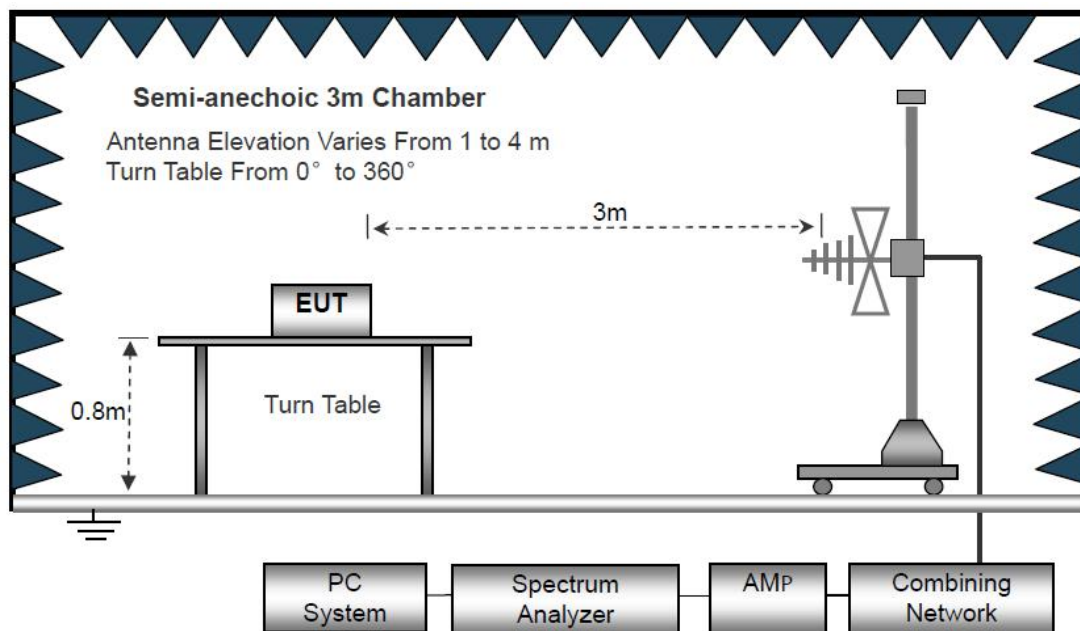 Semi-anechoic 3m Chamber
Antenna Elevation Varies From 1 to 4 m
Turn Table From 0° to 360°
3m
EUT
0.8m
Turn Table
PC
System
Spectrum
Analyzer
AMP
Combining
Network